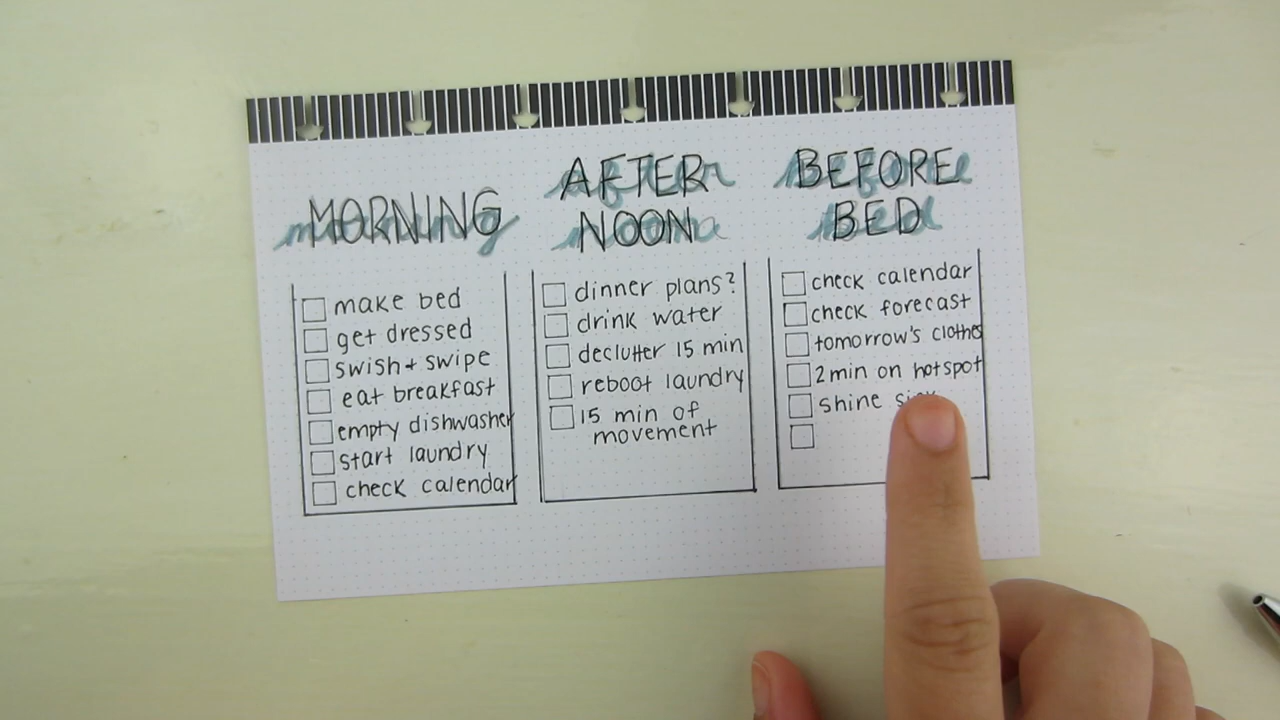 MORNING
make bed
get dressed
swish + swipe
eat breakfast
empty dishwasher
start laundry
check calendar
AFTER
NOON
dinner plans?
drink water
declutter 15 min
reboot laundry
15 min of
movement
BEFORE
BED
check calendar
check forecast
tomorrow's clothes
2 min on hotspot
shine